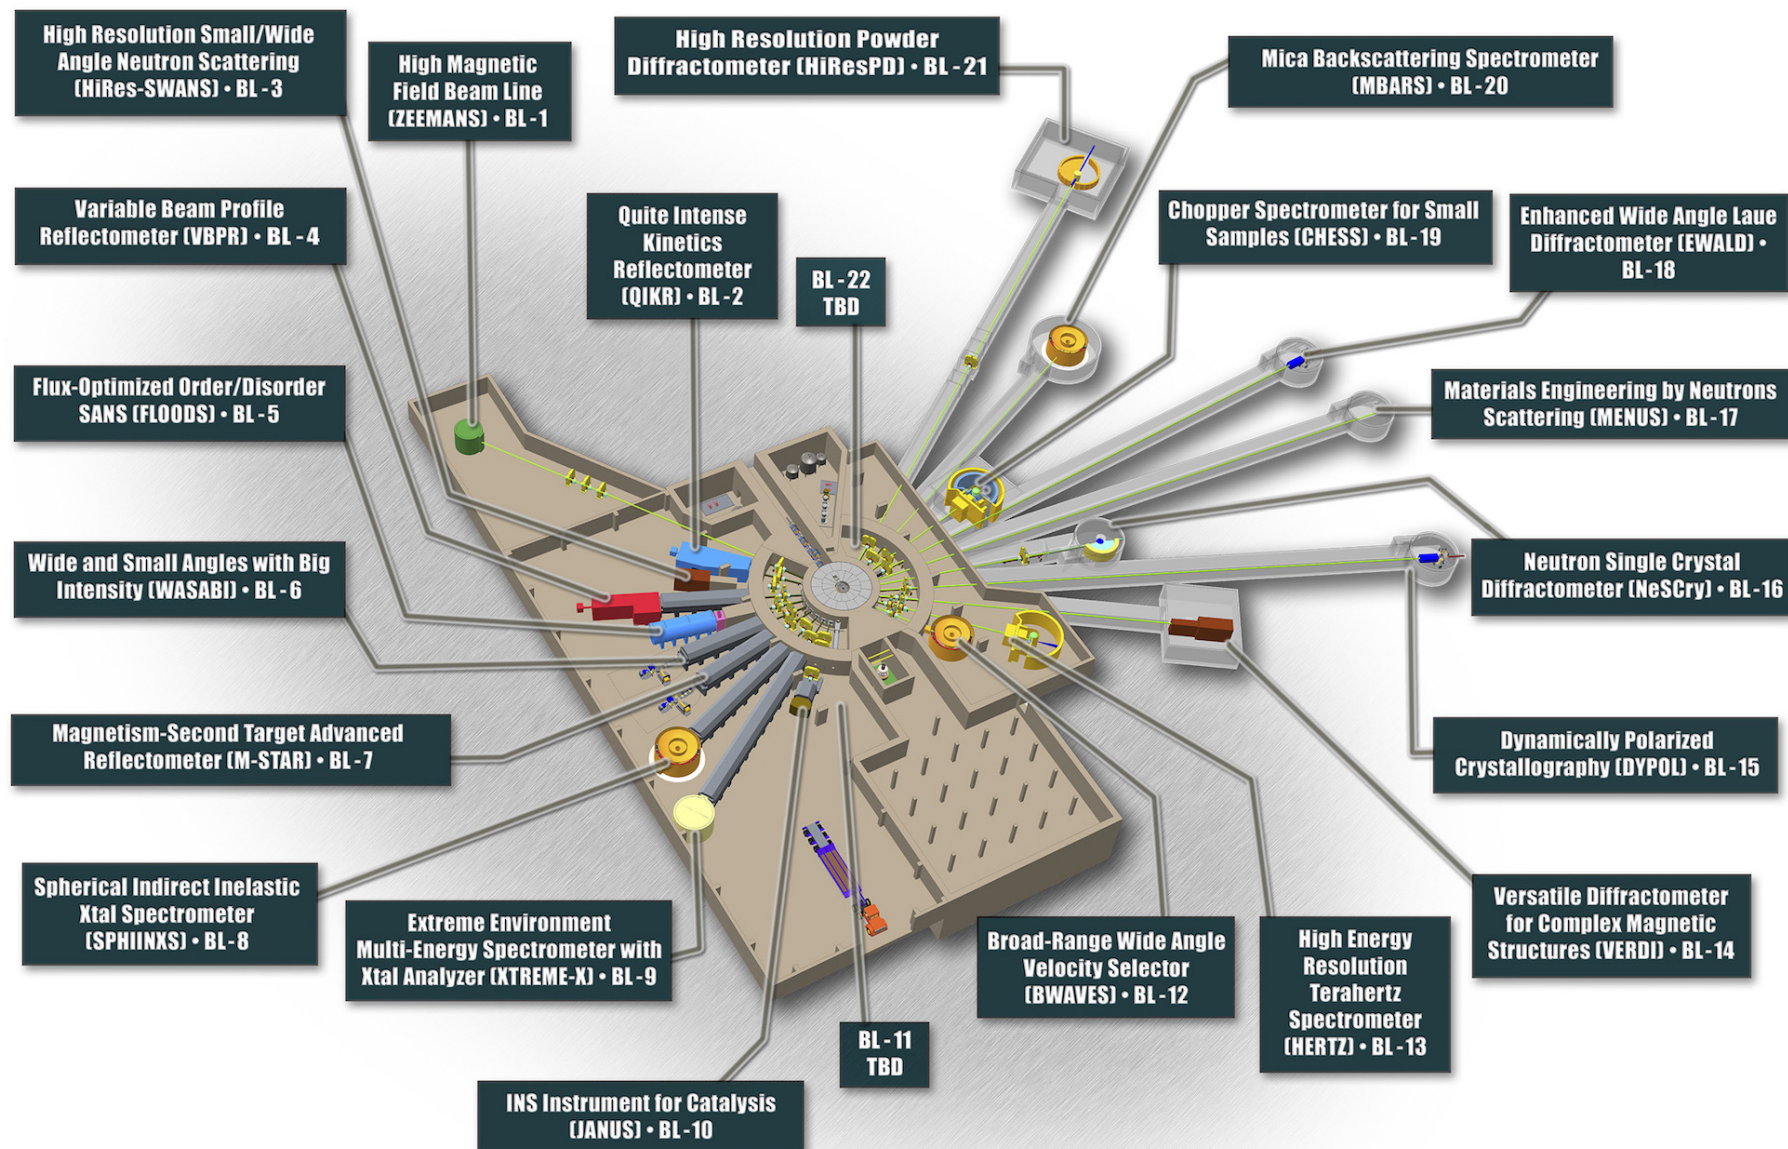 High Resolution Small/Wide
Angle Neutron Scattering
(HiRes-SWANS) • BL-3
High Magnetic
Field Beam Line
(ZEEMANS) • BL-1
High Resolution Powder
Diffractometer (HiResPD) • BL-21
Mica Backscattering Spectrometer
(MBARS) • BL-20
Variable Beam Profile
Reflectometer (VBPR) • BL-4
Quite Intense
Kinetics
Reflectometer
(QIKR) • BL-2
BL-22
TBD
Chopper Spectrometer for Small
Samples (CHESS) • BL-19
Enhanced Wide Angle Laue
Diffractometer (EWALD) •
BL-18
Flux-Optimized Order/Disorder
SANS (FLOODS) • BL-5
Materials Engineering by Neutrons
Scattering (MENUS) • BL-17
Wide and Small Angles with Big
Intensity (WASABI) • BL-6
Neutron Single Crystal
Diffractometer (NeSCry) • BL-16
Magnetism-Second Target Advanced
Reflectometer (M-STAR) • BL-7
Dynamically Polarized
Crystallography (DYPOL) • BL-15
Spherical Indirect Inelastic
Xtal Spectrometer
(SPHIINXS) • BL-8
Extreme Environment
Multi-Energy Spectrometer with
Xtal Analyzer (XTREME-X) • BL-9
Broad-Range Wide Angle
Velocity Selector
(BWAVES) • BL-12
High Energy
Resolution
Terahertz
Spectrometer
(HERTZ) • BL-13
Versatile Diffractometer
for Complex Magnetic
Structures (VERDI) • BL-14
BL-11
TBD
INS Instrument for Catalysis
(JANUS) • BL-10